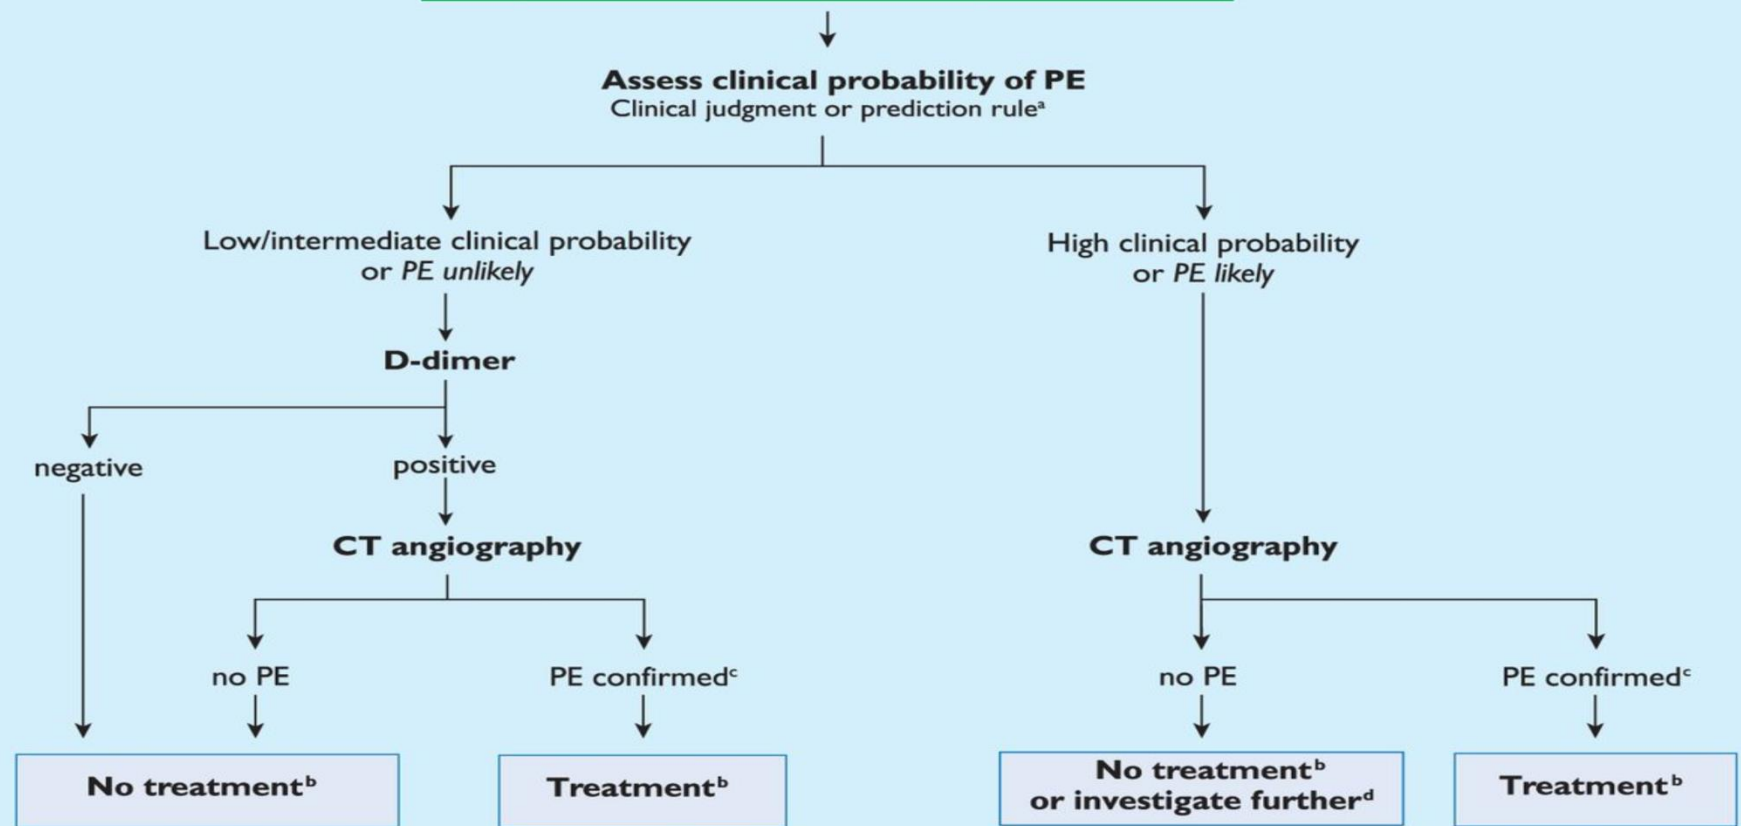 Assess clinical probability of PE
Clinical judgment or prediction ruleᵃ
Low/intermediate clinical probability
or PE unlikely
High clinical probability
or PE likely
D-dimer
negative
positive
CT angiography
CT angiography
no PE
PE confirmedᶜ
no PE
PE confirmedᶜ
No treatmentᵇ
Treatmentᵇ
No treatmentᵇ
or investigate furtherᵈ
Treatmentᵇ